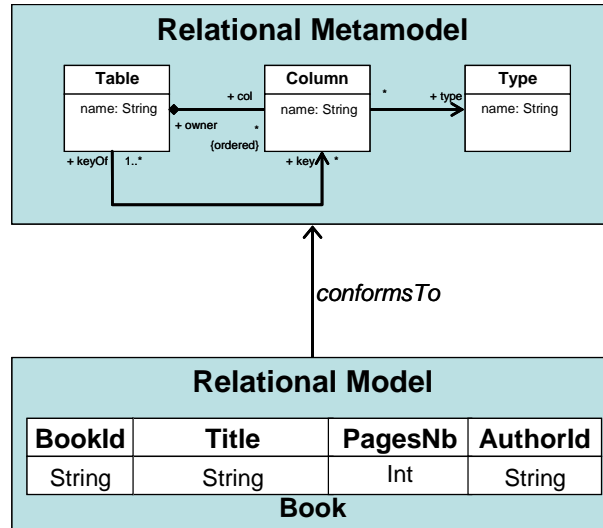 Relational Metamodel
Table Column Type
name: String name: String name: String
+ col * + type
+ owner *
{ordered}
+ keyOf 1..* + key *
conformsTo
Relational Model
BookId Title PagesNb AuthorId
String String Int String
Book